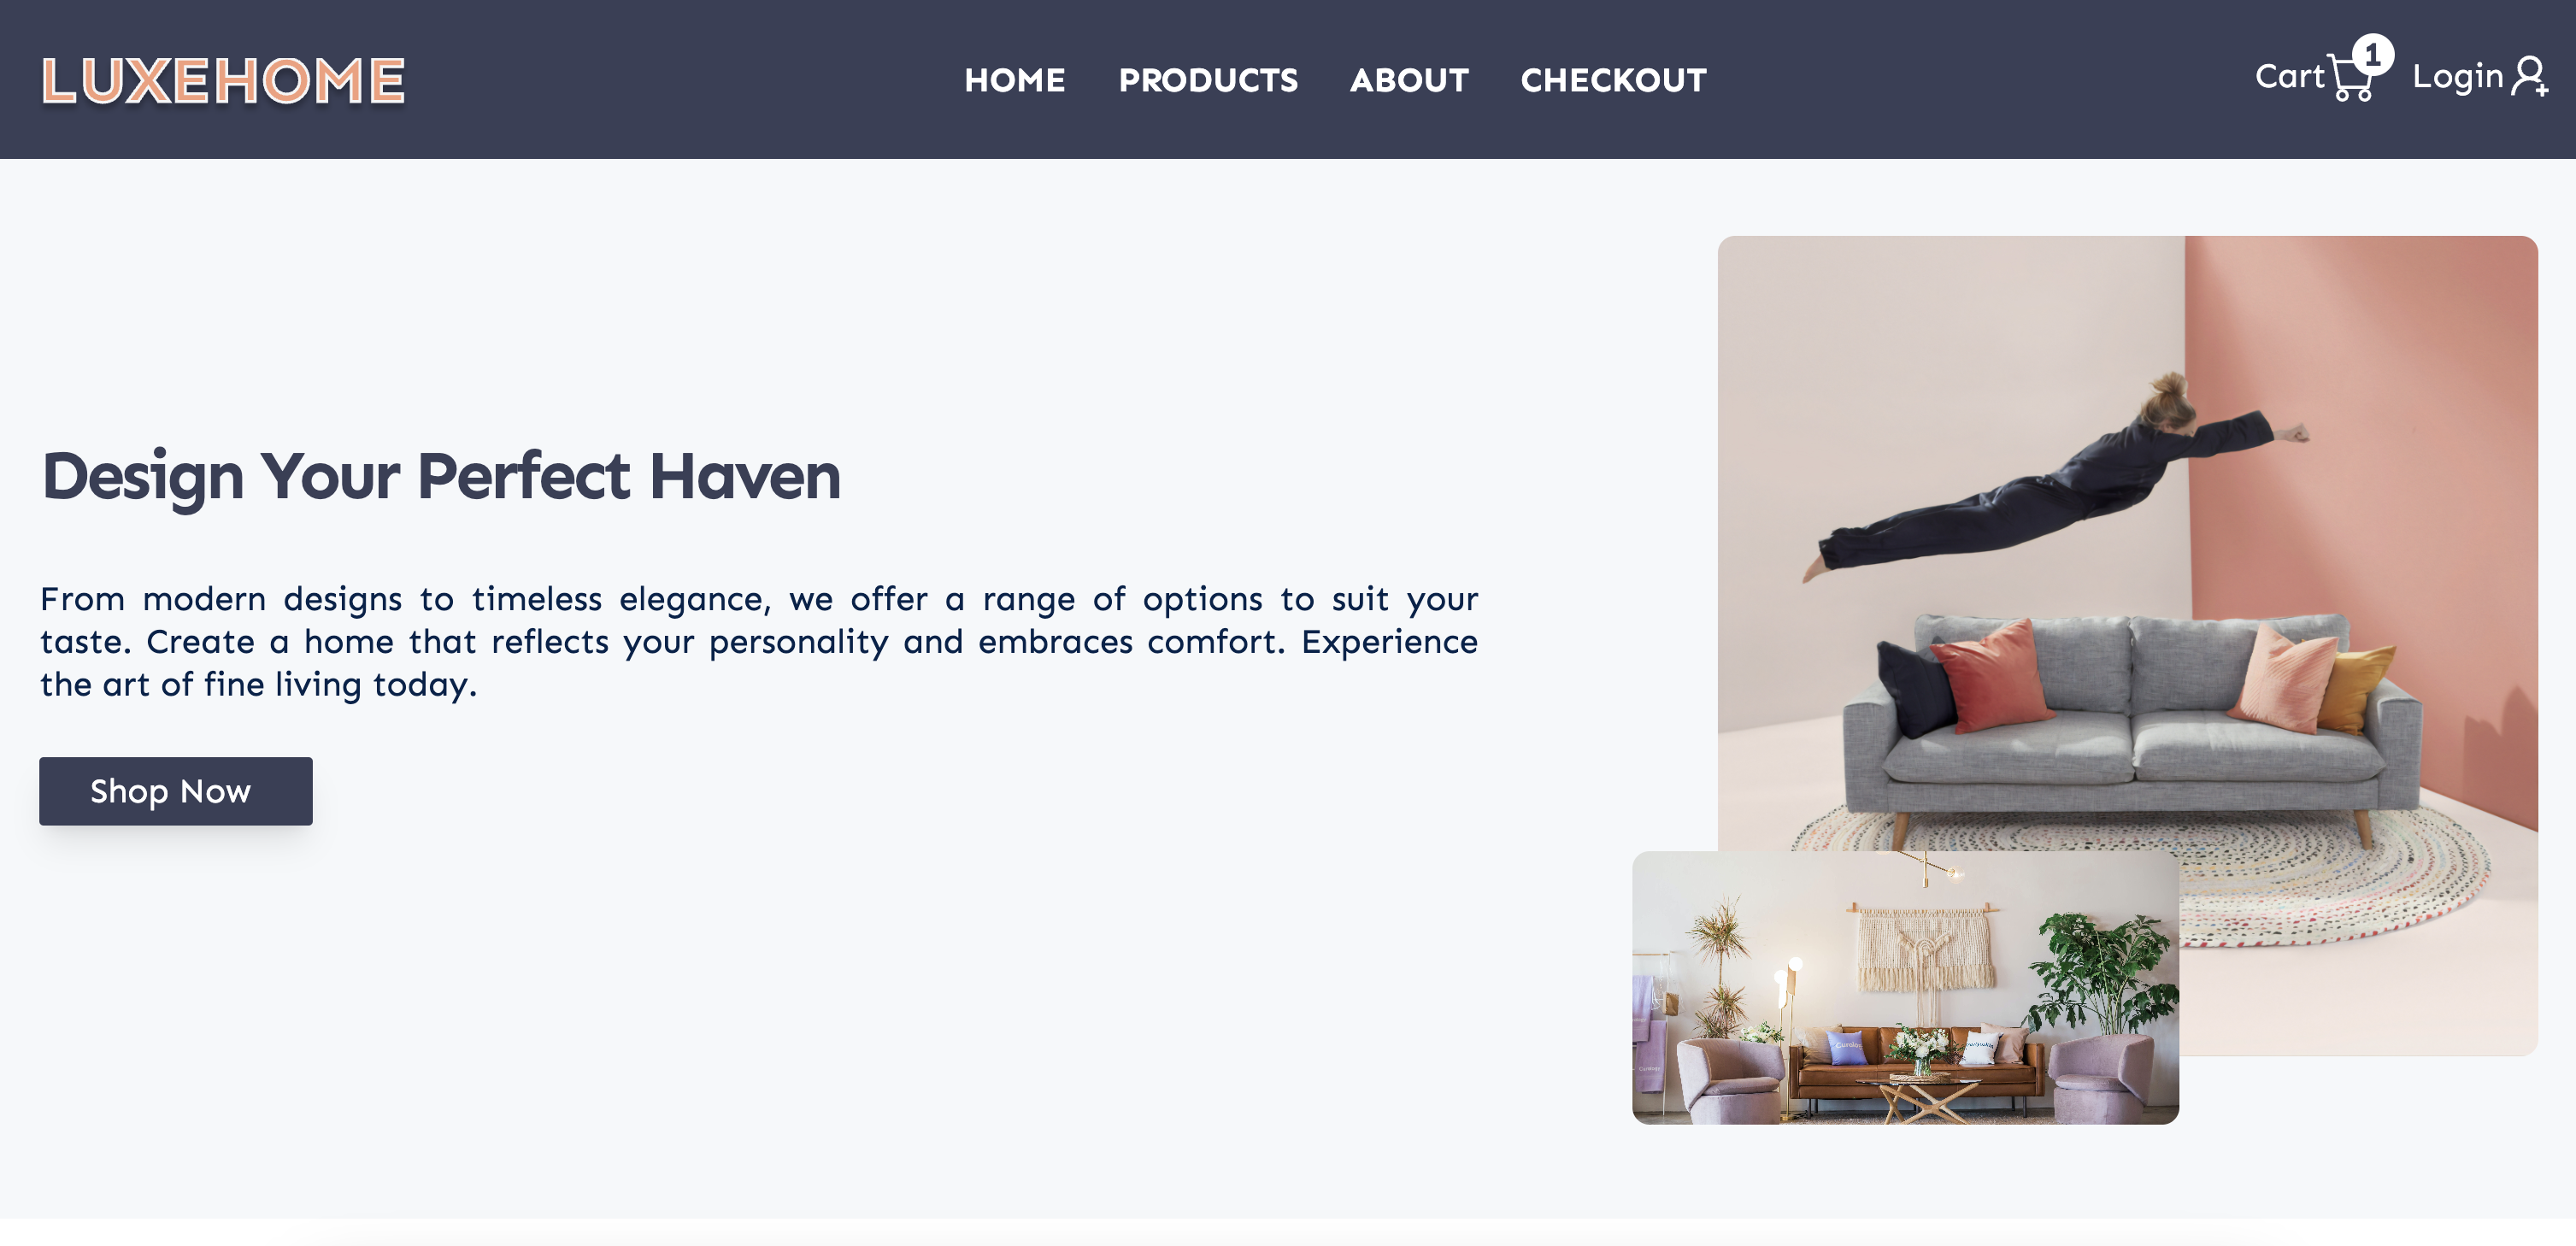 LUXEHOME
HOME PRODUCTS ABOUT CHECKOUT
Cart 1 Login
Design Your Perfect Haven
From modern designs to timeless elegance, we offer a range of options to suit your
taste. Create a home that reflects your personality and embraces comfort. Experience
the art of fine living today.
Shop Now